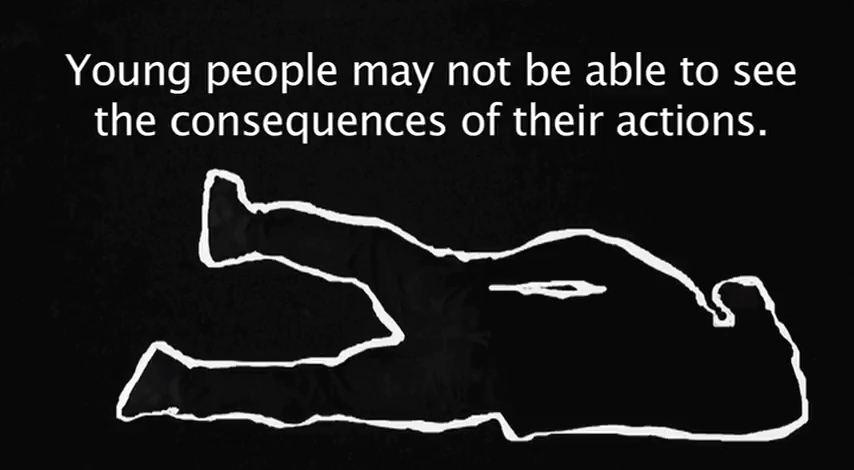 Young people may not be able to see
the consequences of their actions.